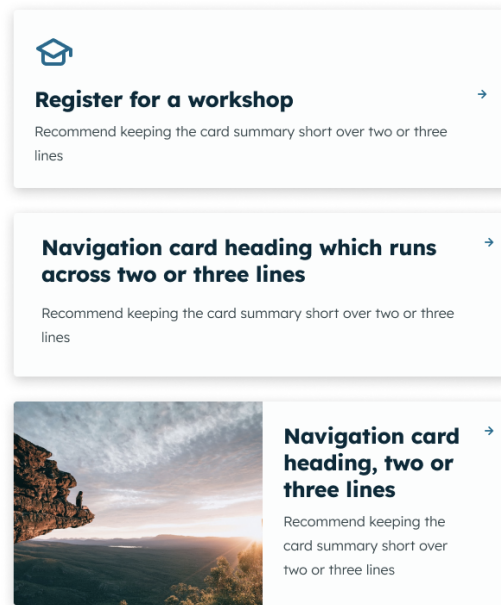 Register for a workshop
Recommend keeping the card summary short over two or three
lines
Navigation card heading which runs
across two or three lines
Recommend keeping the card summary short over two or three
lines
Navigation card
heading, two or
three lines
Recommend keeping the
card summary short over
two or three lines